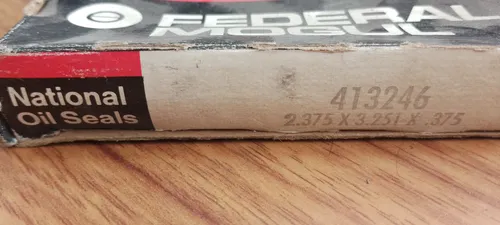 FEDERAL
MOGUL
National
Oil Seals
413246
2.375 X 3.251 X .375